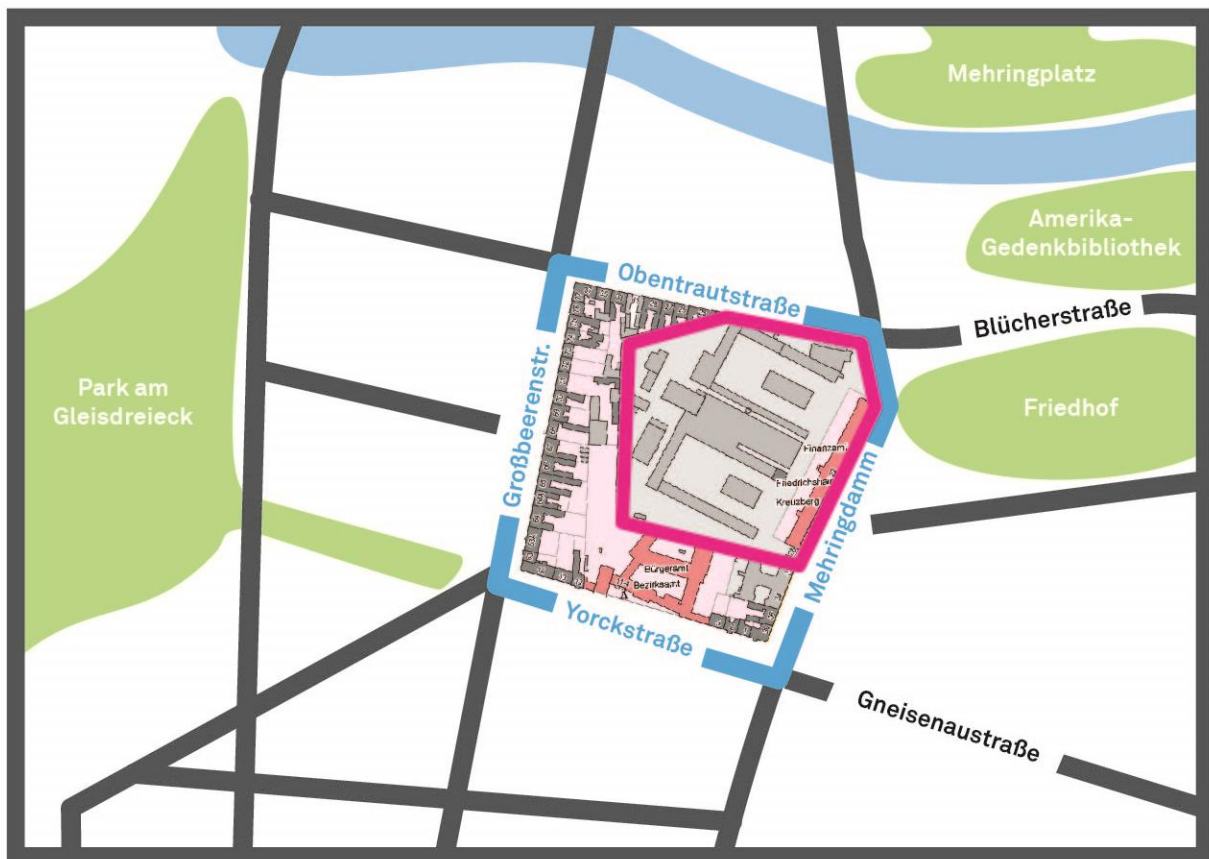 Mehringplatz
Amerika-
Gedenkbibliothek
Obentrautstraße
Blücherstraße
Park am
Gleisdreieck
Friedhof
Großbeerenstr.
Finanzamt
Friedrichshain
Kreuzberg
Mehringdamm
Bürgeramt
Bezirksamt
Yorckstraße
Gneisenaustraße